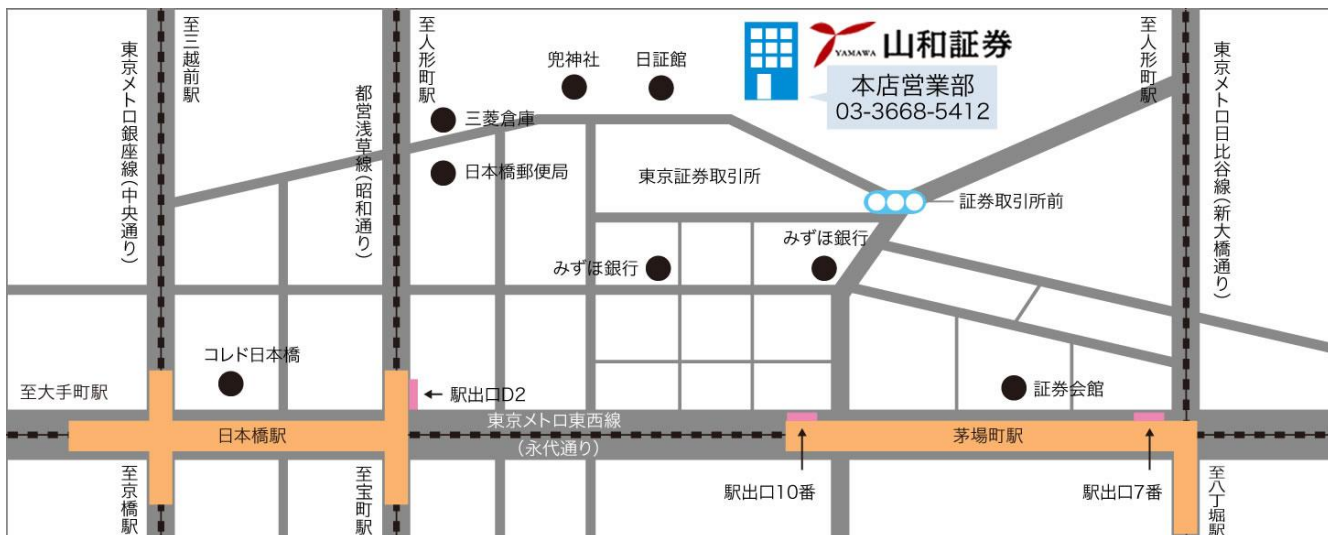 至三越前駅
東京メトロ銀座線(中央通り)
至人形町駅
都営浅草線(昭和通り)
兜神社
日証館
三菱倉庫
日本橋郵便局
YAMAWA 山和証券
本店営業部
03-3668-5412
至人形町駅
東京メトロ日比谷線(新大橋通り)
東京証券取引所
証券取引所前
みずほ銀行
みずほ銀行
コレド日本橋
至大手町駅
駅出口D2
証券会館
東京メトロ東西線
(永代通り)
日本橋駅
茅場町駅
至京橋駅
至宝町駅
駅出口10番
駅出口7番
至八丁堀駅